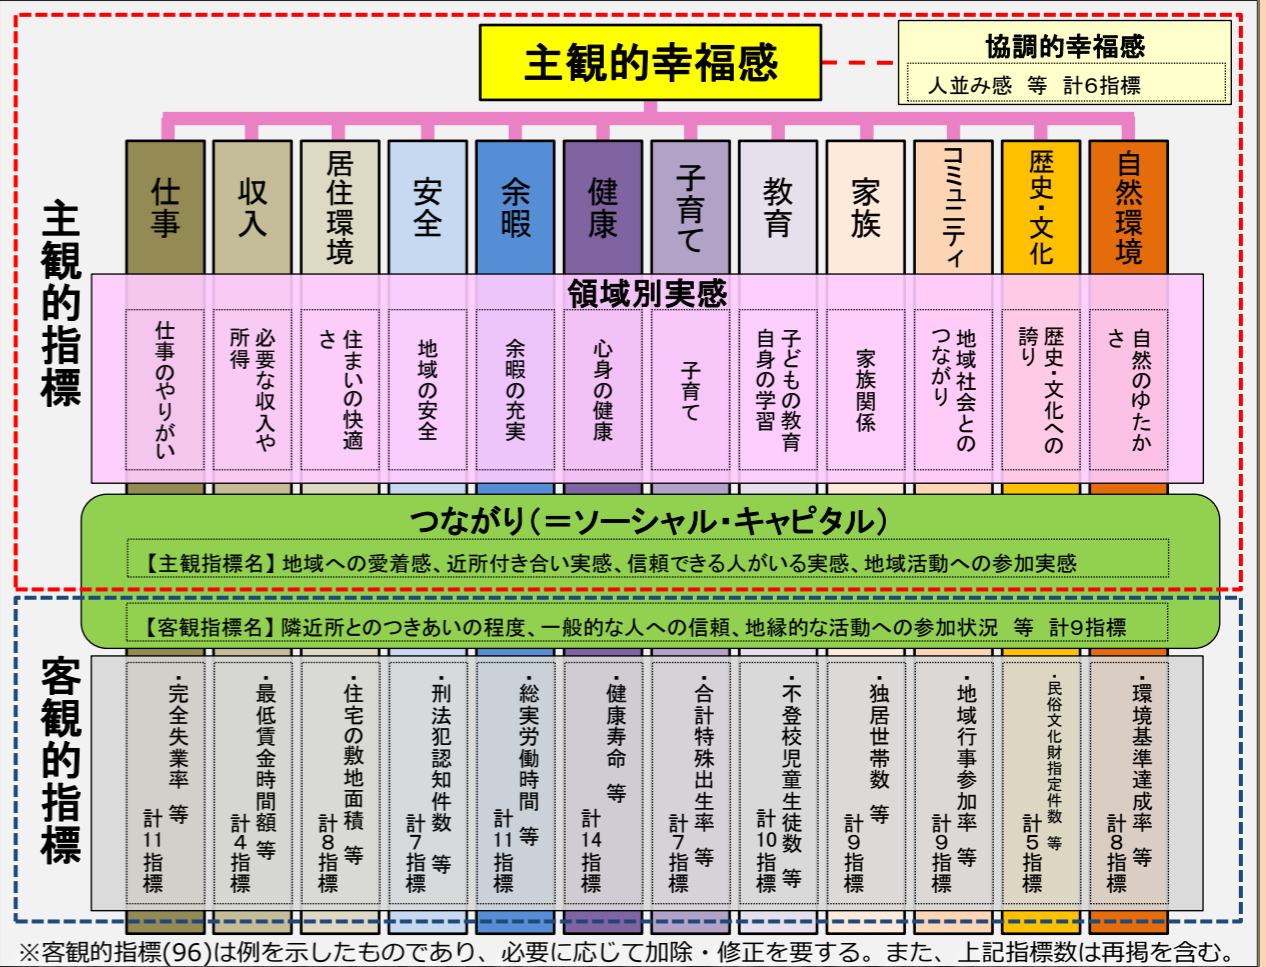 主観的幸福感
協調的幸福感
人並み感　等　計6指標
主観的指標
仕事
収入
居住環境
安全
余暇
健康
子育て
教育
家族
コミュニティ
歴史・文化
自然環境
領域別実感
仕事のやりがい
必要な収入や
所得
住まいの快適
さ
地域の安全
余暇の充実
心身の健康
子育て
子どもの教育
自身の学習
家族関係
地域社会との
つながり
歴史・文化への
誇り
自然のゆたか
さ
つながり（＝ソーシャル・キャピタル）
【主観指標名】地域への愛着感、近所付き合い実感、信頼できる人がいる実感、地域活動への参加実感
【客観指標名】隣近所とのつきあいの程度、一般的な人への信頼、地縁的な活動への参加状況　等　計９指標
客観的指標
・完全失業率　等
計11指標
・最低賃金時間額　等
計４指標
・住宅の敷地面積　等
計８指標
・刑法犯認知件数　等
計７指標
・総実労働時間　等
計11指標
・健康寿命　等
計14指標
・合計特殊出生率　等
計７指標
・不登校児童生徒数　等
計10指標
・独居世帯数　等
計９指標
・地域行事参加率　等
計９指標
・民俗文化財指定件数　等
計５指標
・環境基準達成率　等
計８指標
※客観的指標(96)は例を示したものであり、必要に応じて加除・修正を要する。また、上記指標数は再掲を含む。